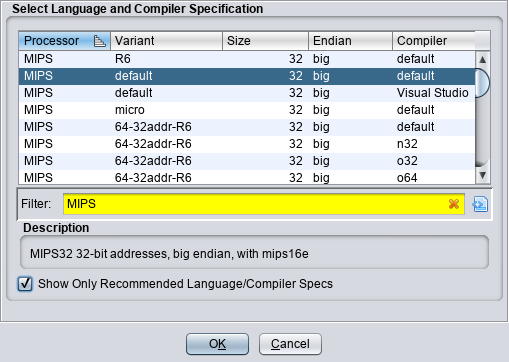 Select Language and Compiler Specification
Processor Variant Size Endian Compiler
MIPS R6 32 big default
MIPS default 32 big default
MIPS default 32 big Visual Studio
MIPS micro 32 big default
MIPS 64-32addr-R6 32 big default
MIPS 64-32addr-R6 32 big n32
MIPS 64-32addr-R6 32 big o32
MIPS 64-32addr-R6 32 big o64
Filter: MIPS
Description
MIPS32 32-bit addresses, big endian, with mips16e
Show Only Recommended Language/Compiler Specs
OK Cancel